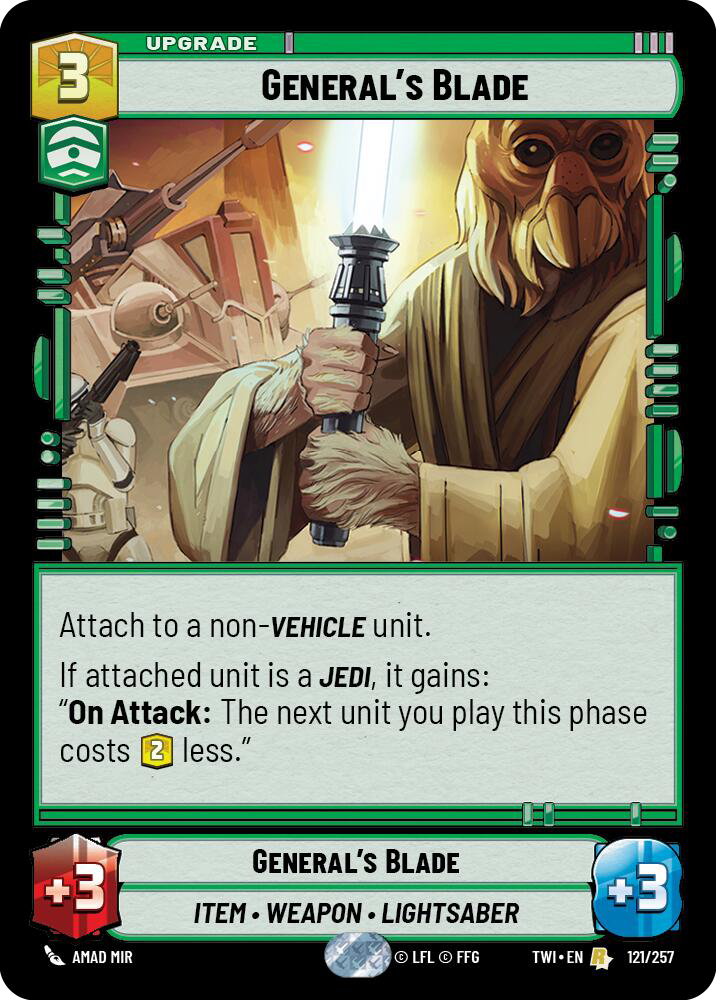 UPGRADE
3
GENERAL'S BLADE
Attach to a non-VEHICLE unit.
If attached unit is a JEDI, it gains:
“On Attack: The next unit you play this phase
costs 2 less.”
+3
GENERAL'S BLADE
+3
ITEM • WEAPON • LIGHTSABER
AMAD MIR
© LFL © FFG
TWI • EN
R
121/257